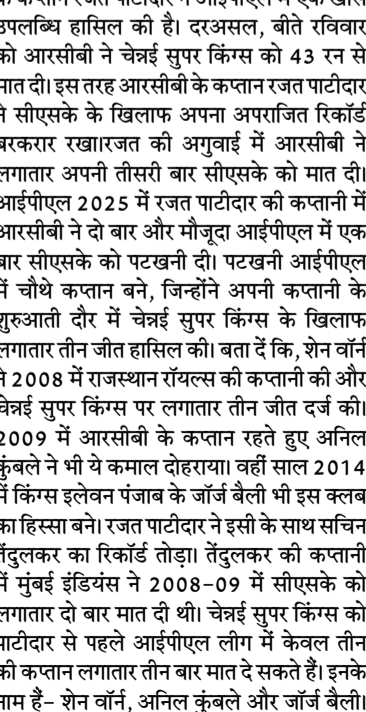 के कप्तान रजत पाटीदार ने आईपीएल में एक खास
उपलब्धि हासिल की है। दरअसल, बीते रविवार
को आरसीबी ने चेन्नई सुपर किंग्स को 43 रन से
मात दी। इस तरह आरसीबी के कप्तान रजत पाटीदार
ने सीएसके के खिलाफ अपना अपराजित रिकॉर्ड
बरकरार रखा।रजत की अगुवाई में आरसीबी ने
लगातार अपनी तीसरी बार सीएसके को मात दी।
आईपीएल 2025 में रजत पाटीदार की कप्तानी में
आरसीबी ने दो बार और मौजूदा आईपीएल में एक
बार सीएसके को पटखनी दी। पटखनी आईपीएल
में चौथे कप्तान बने, जिन्होंने अपनी कप्तानी के
शुरुआती दौर में चेन्नई सुपर किंग्स के खिलाफ
लगातार तीन जीत हासिल की। बता दें कि, शेन वॉर्न
ने 2008 में राजस्थान रॉयल्स की कप्तानी की और
चेन्नई सुपर किंग्स पर लगातार तीन जीत दर्ज की।
2009 में आरसीबी के कप्तान रहते हुए अनिल
कुंबले ने भी ये कमाल दोहराया। वहीं साल 2014
में किंग्स इलेवन पंजाब के जॉर्ज बैली भी इस क्लब
का हिस्सा बने। रजत पाटीदार ने इसी के साथ सचिन
तेंदुलकर का रिकॉर्ड तोड़ा। तेंदुलकर की कप्तानी
में मुंबई इंडियंस ने 2008-09 में सीएसके को
लगातार दो बार मात दी थी। चेन्नई सुपर किंग्स को
पाटीदार से पहले आईपीएल लीग में केवल तीन
की कप्तान लगातार तीन बार मात दे सकते हैं। इनके
नाम हैं- शेन वॉर्न, अनिल कुंबले और जॉर्ज बैली।